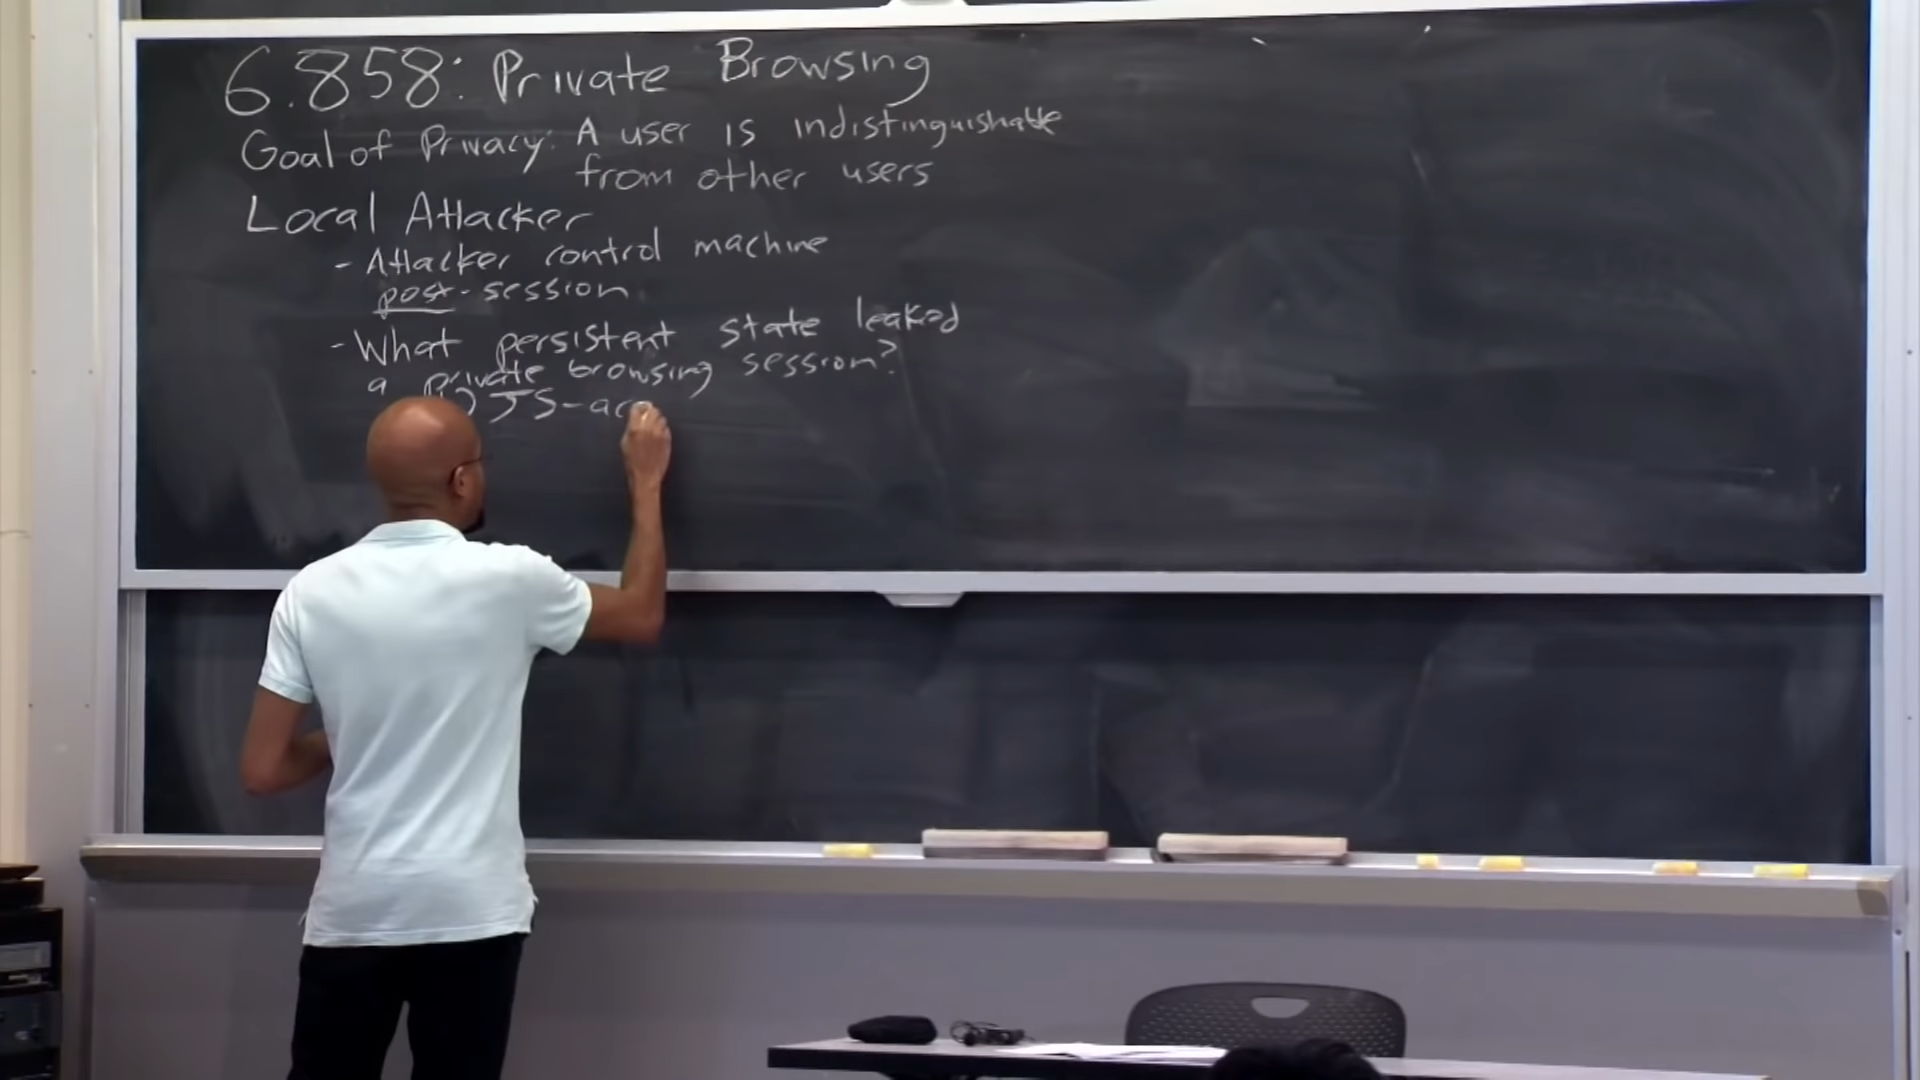 6.858: Private Browsing
Goal of Privacy: A user is indistinguishable
from other users
Local Attacker
- Attacker control machine
post-session
- What persistent state leaked
a private browsing session?
JS-acc